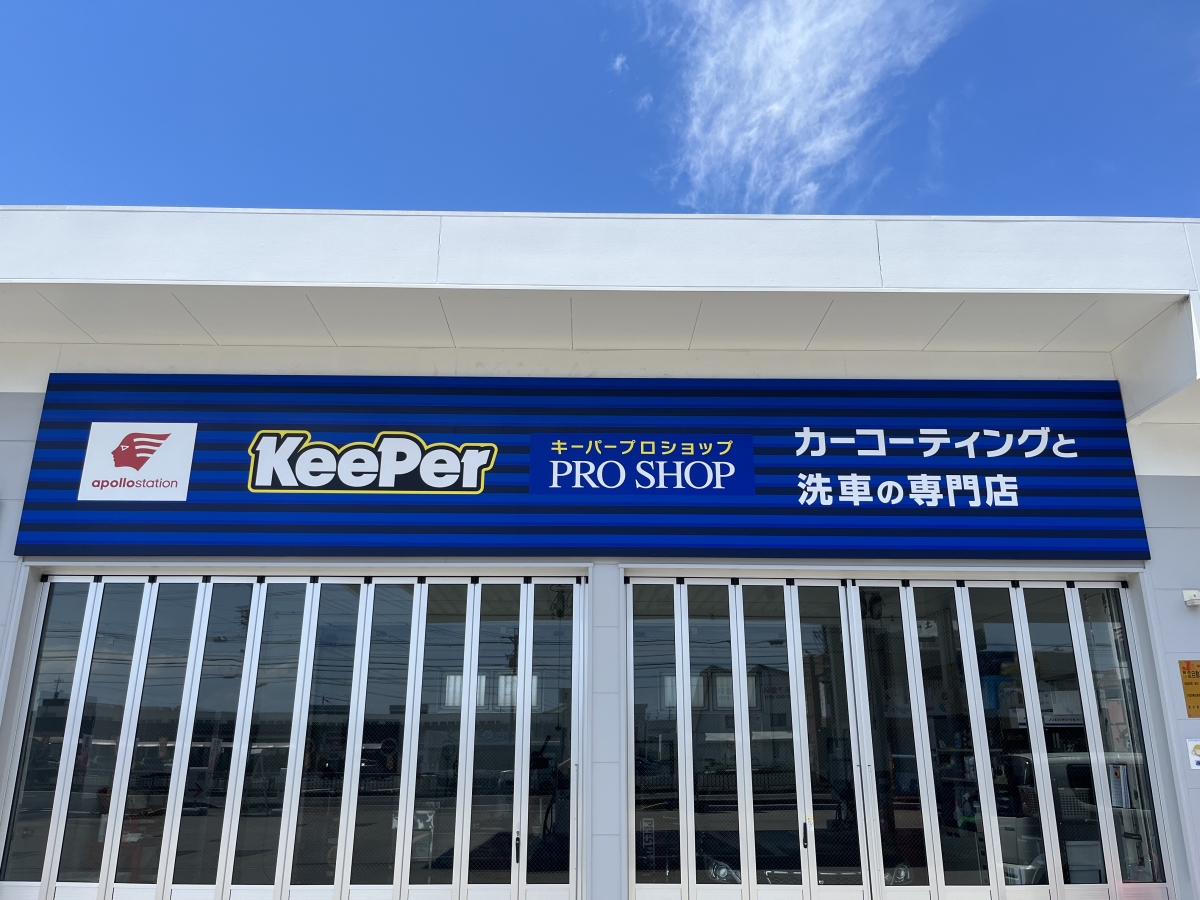 apollostation
KeePer
キーパープロショップ
PRO SHOP
カーコーティングと
洗車の専門店